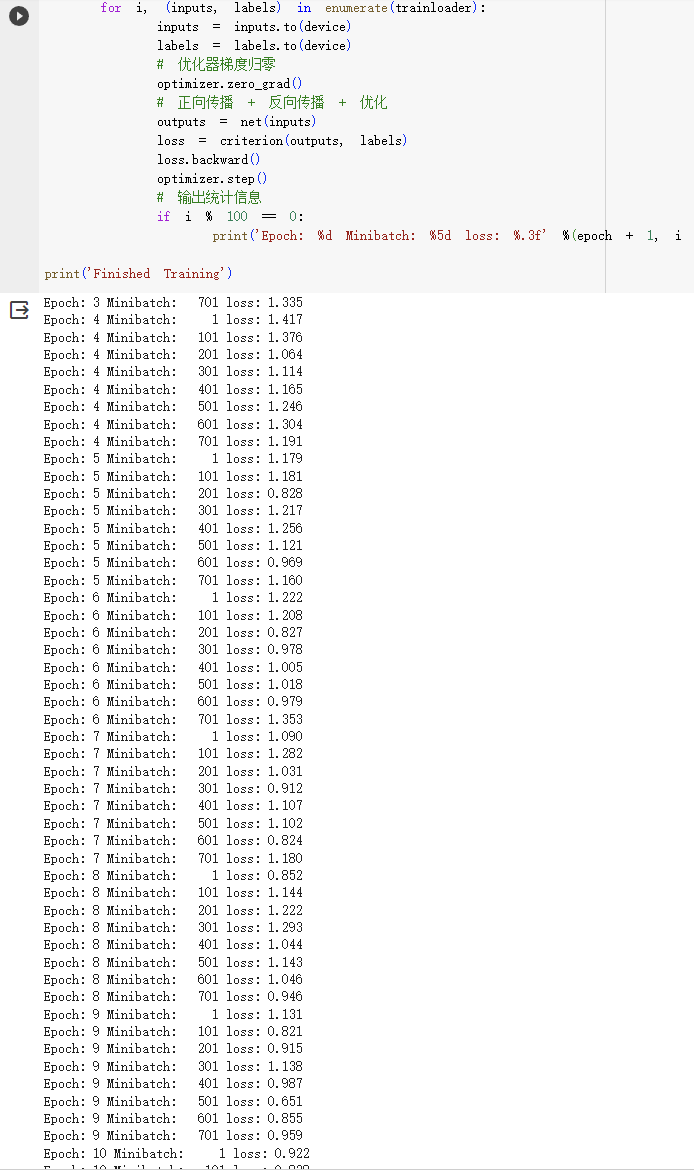 for i, (inputs, labels) in enumerate(trainloader):
inputs = inputs.to(device)
labels = labels.to(device)
# 优化器梯度归零
optimizer.zero_grad()
# 正向传播 + 反向传播 + 优化
outputs = net(inputs)
loss = criterion(outputs, labels)
loss.backward()
optimizer.step()
# 输出统计信息
if i % 100 == 0:
print('Epoch: %d Minibatch: %5d loss: %.3f' %(epoch + 1, i
print('Finished Training')
Epoch: 3 Minibatch: 701 loss: 1.335
Epoch: 4 Minibatch: 1 loss: 1.417
Epoch: 4 Minibatch: 101 loss: 1.376
Epoch: 4 Minibatch: 201 loss: 1.064
Epoch: 4 Minibatch: 301 loss: 1.114
Epoch: 4 Minibatch: 401 loss: 1.165
Epoch: 4 Minibatch: 501 loss: 1.246
Epoch: 4 Minibatch: 601 loss: 1.304
Epoch: 4 Minibatch: 701 loss: 1.191
Epoch: 5 Minibatch: 1 loss: 1.179
Epoch: 5 Minibatch: 101 loss: 1.181
Epoch: 5 Minibatch: 201 loss: 0.828
Epoch: 5 Minibatch: 301 loss: 1.217
Epoch: 5 Minibatch: 401 loss: 1.256
Epoch: 5 Minibatch: 501 loss: 1.121
Epoch: 5 Minibatch: 601 loss: 0.969
Epoch: 5 Minibatch: 701 loss: 1.160
Epoch: 6 Minibatch: 1 loss: 1.222
Epoch: 6 Minibatch: 101 loss: 1.208
Epoch: 6 Minibatch: 201 loss: 0.827
Epoch: 6 Minibatch: 301 loss: 0.978
Epoch: 6 Minibatch: 401 loss: 1.005
Epoch: 6 Minibatch: 501 loss: 1.018
Epoch: 6 Minibatch: 601 loss: 0.979
Epoch: 6 Minibatch: 701 loss: 1.353
Epoch: 7 Minibatch: 1 loss: 1.090
Epoch: 7 Minibatch: 101 loss: 1.282
Epoch: 7 Minibatch: 201 loss: 1.031
Epoch: 7 Minibatch: 301 loss: 0.912
Epoch: 7 Minibatch: 401 loss: 1.107
Epoch: 7 Minibatch: 501 loss: 1.102
Epoch: 7 Minibatch: 601 loss: 0.824
Epoch: 7 Minibatch: 701 loss: 1.180
Epoch: 8 Minibatch: 1 loss: 0.852
Epoch: 8 Minibatch: 101 loss: 1.144
Epoch: 8 Minibatch: 201 loss: 1.222
Epoch: 8 Minibatch: 301 loss: 1.293
Epoch: 8 Minibatch: 401 loss: 1.044
Epoch: 8 Minibatch: 501 loss: 1.143
Epoch: 8 Minibatch: 601 loss: 1.046
Epoch: 8 Minibatch: 701 loss: 0.946
Epoch: 9 Minibatch: 1 loss: 1.131
Epoch: 9 Minibatch: 101 loss: 0.821
Epoch: 9 Minibatch: 201 loss: 0.915
Epoch: 9 Minibatch: 301 loss: 1.138
Epoch: 9 Minibatch: 401 loss: 0.987
Epoch: 9 Minibatch: 501 loss: 0.651
Epoch: 9 Minibatch: 601 loss: 0.855
Epoch: 9 Minibatch: 701 loss: 0.959
Epoch: 10 Minibatch: 1 loss: 0.922